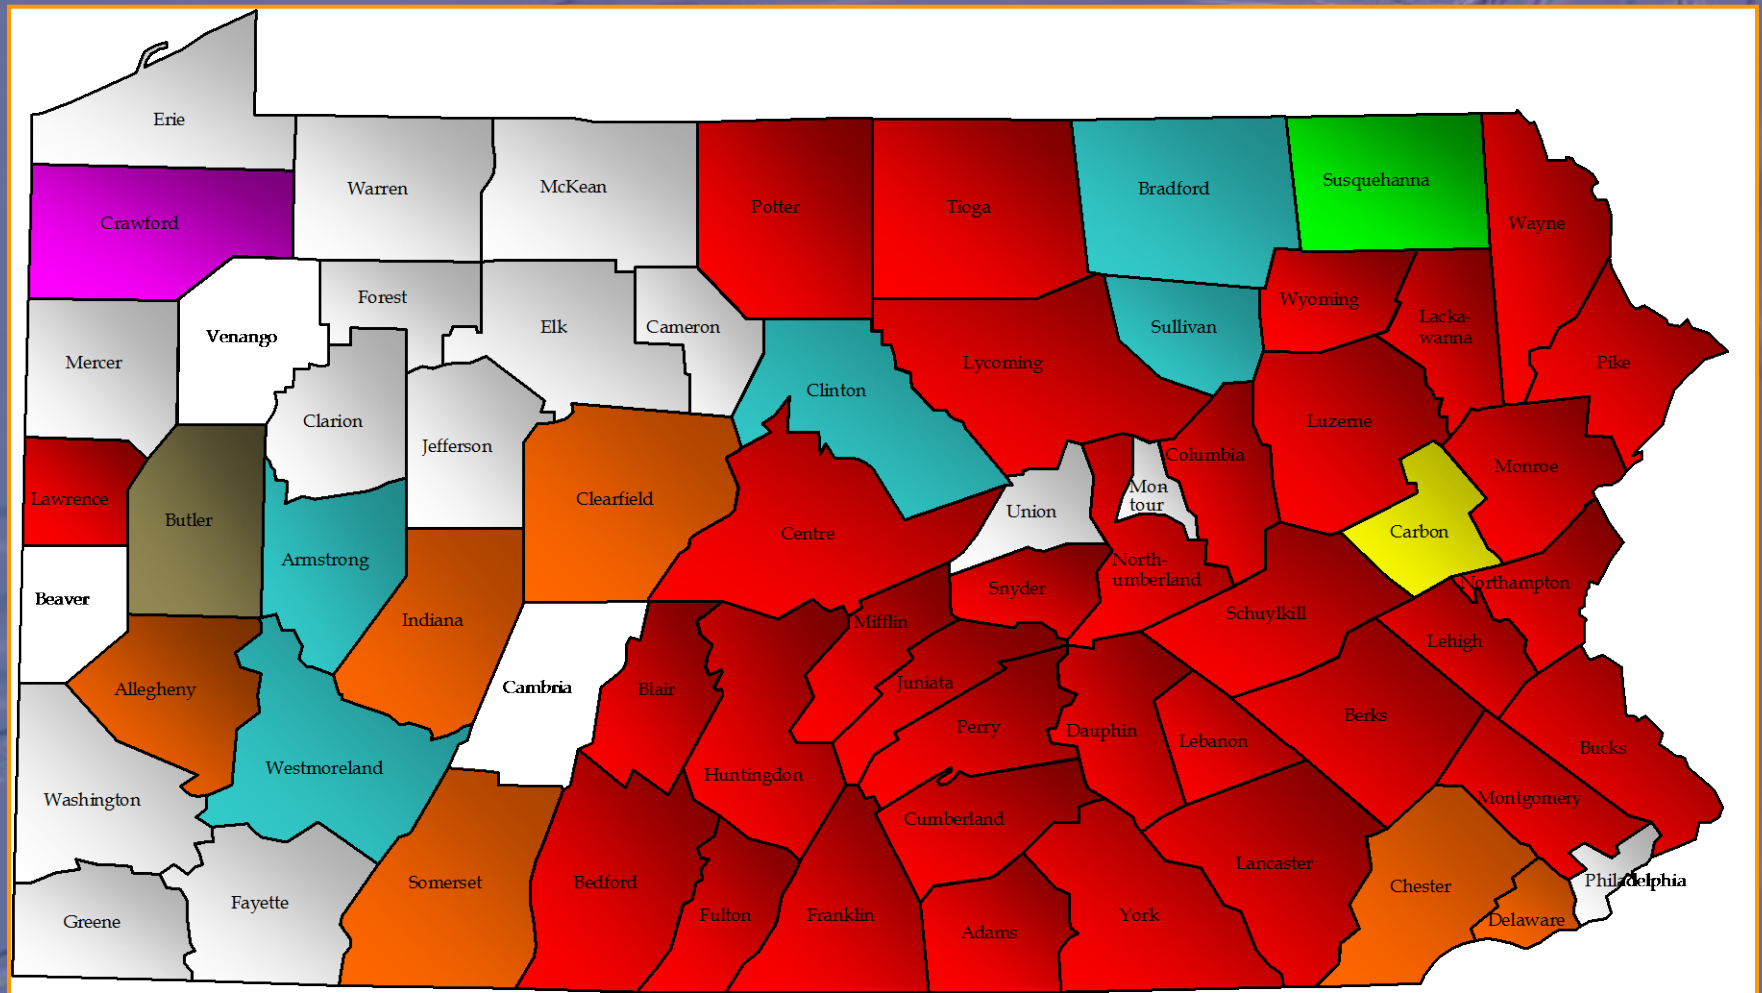 Erie
Warren
McKean
Potter
Tioga
Bradford
Susquehanna
Wayne
Crawford
Forest
Venango
Elk
Cameron
Clinton
Lycoming
Sullivan
Wyoming
Lacka-
wanna
Pike
Mercer
Clarion
Jefferson
Clearfield
Centre
Union
Mon
tour
Columbia
Luzerne
Monroe
Carbon
Lawrence
Butler
Armstrong
Indiana
Snyder
North-
umberland
Schuylkill
Northampton
Lehigh
Beaver
Allegheny
Westmoreland
Cambria
Blair
Huntingdon
Mifflin
Juniata
Perry
Dauphin
Lebanon
Berks
Bucks
Montgomery
Washington
Greene
Fayette
Somerset
Bedford
Fulton
Franklin
Cumberland
Adams
York
Lancaster
Chester
Delaware
Philadelphia